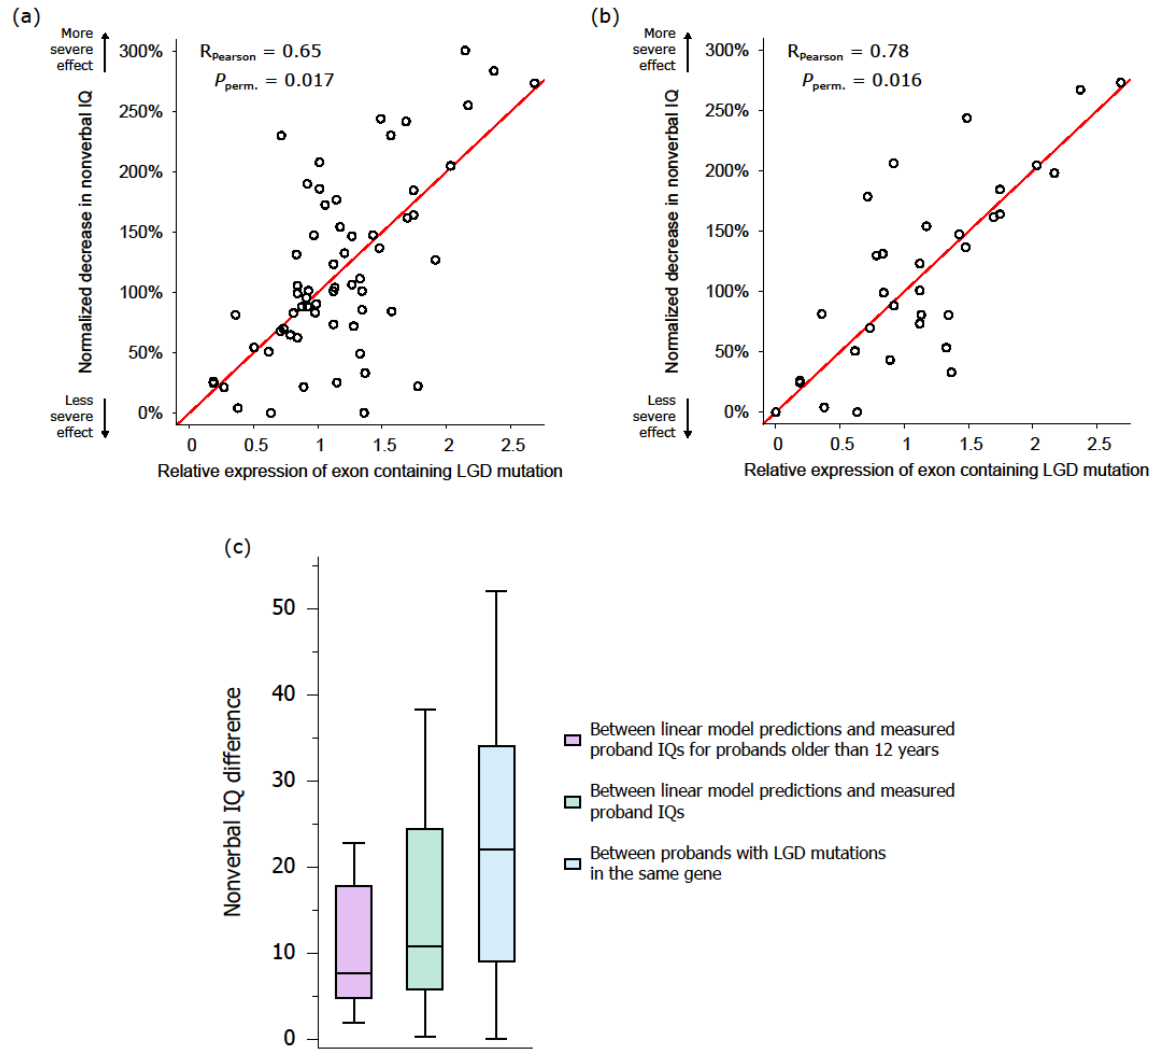 (a)
More
severe
effect
Normalized decrease in nonverbal IQ
Less
severe
effect
300%
250%
200%
150%
100%
50%
0%
R_Pearson = 0.65
P_perm. = 0.017
0 0.5 1 1.5 2 2.5
Relative expression of exon containing LGD mutation
(b)
More
severe
effect
Normalized decrease in nonverbal IQ
Less
severe
effect
300%
250%
200%
150%
100%
50%
0%
R_Pearson = 0.78
P_perm. = 0.016
0 0.5 1 1.5 2 2.5
Relative expression of exon containing LGD mutation
(c)
Nonverbal IQ difference
50
40
30
20
10
0
Between linear model predictions and measured
proband IQs for probands older than 12 years
Between linear model predictions and measured
proband IQs
Between probands with LGD mutations
in the same gene